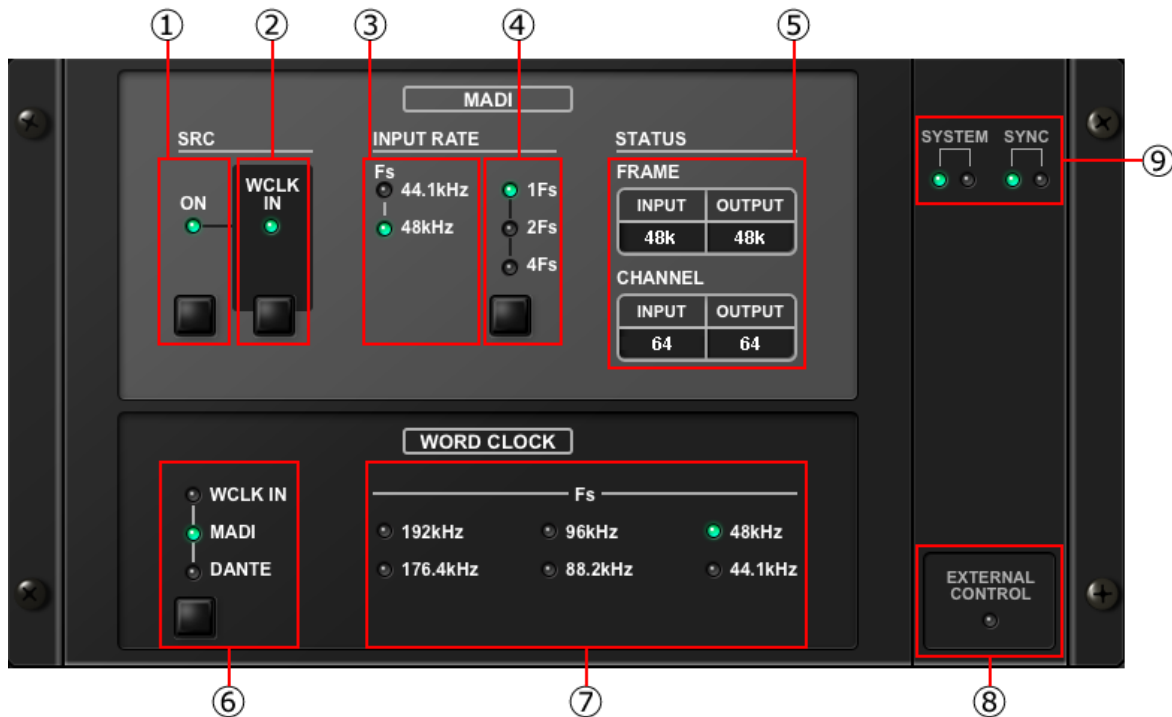 ① ② ③ ④ ⑤
MADI
SRC
ON
WCLK
IN
INPUT RATE
Fs
44.1kHz
48kHz
1Fs
2Fs
4Fs
STATUS
FRAME
INPUT OUTPUT
48k 48k
CHANNEL
INPUT OUTPUT
64 64
SYSTEM SYNC
⑨
WORD CLOCK
WCLK IN
MADI
DANTE
Fs
192kHz 96kHz 48kHz
176.4kHz 88.2kHz 44.1kHz
EXTERNAL
CONTROL
⑥ ⑦ ⑧